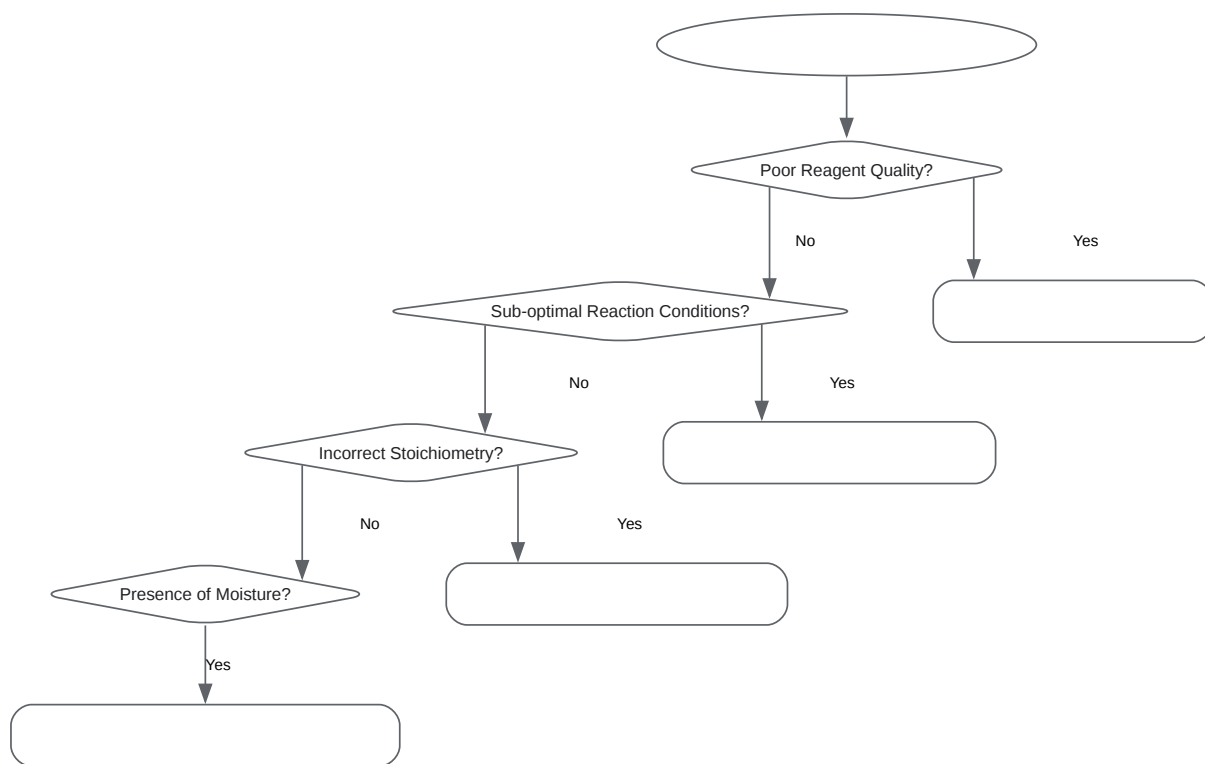 Poor Reagent Quality?
No
Yes
Sub-optimal Reaction Conditions?
No
Yes
Incorrect Stoichiometry?
No
Yes
Presence of Moisture?
Yes